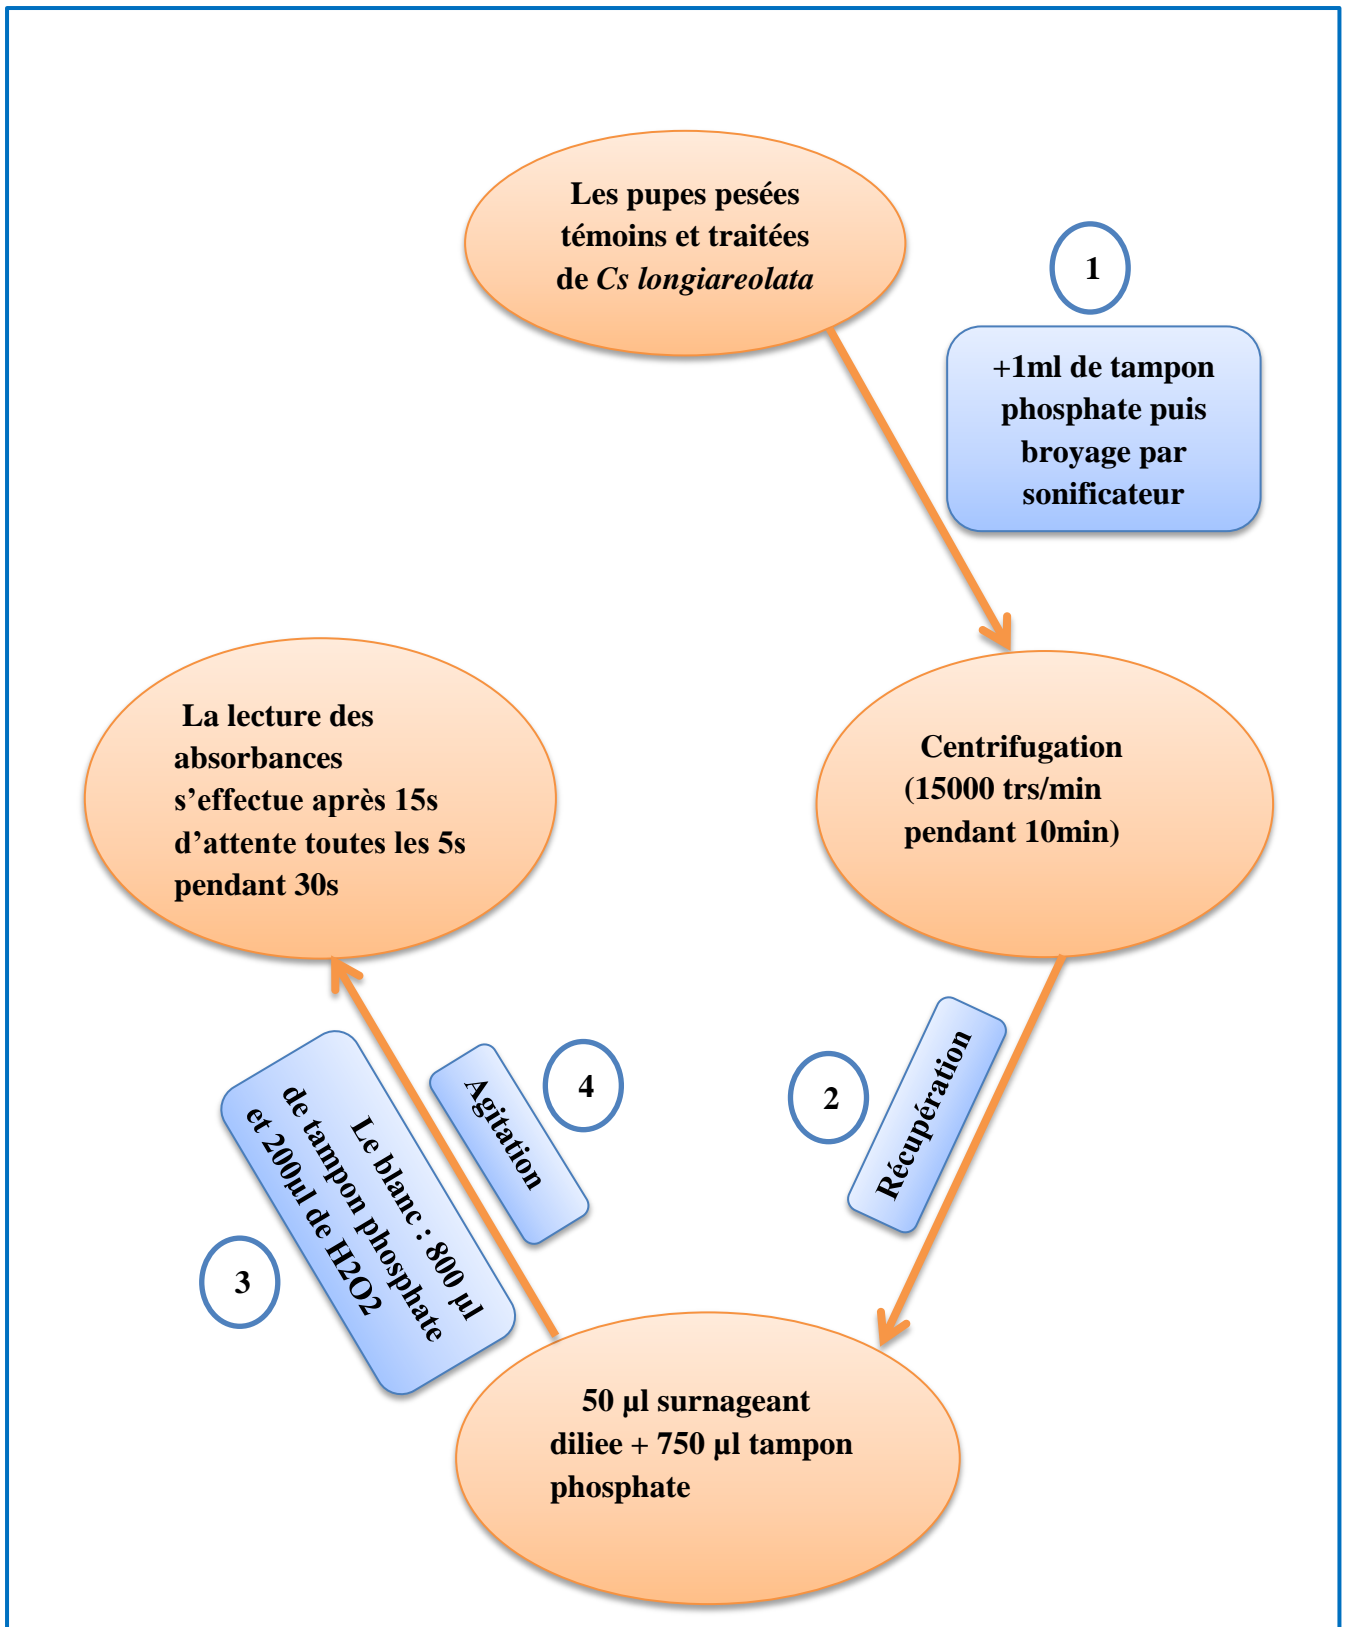 Les pupes pesées
témoins et traitées
de Cs longiareolata
1
+1ml de tampon
phosphate puis
broyage par
sonificateur
Centrifugation
(15000 trs/min
pendant 10min)
2
Récupération
50 µl surnageant
diliee + 750 µl tampon
phosphate
3
Le blanc : 800 µl
de tampon phosphate
et 200µl de H2O2
4
Agitation
La lecture des
absorbances
s’effectue après 15s
d’attente toutes les 5s
pendant 30s